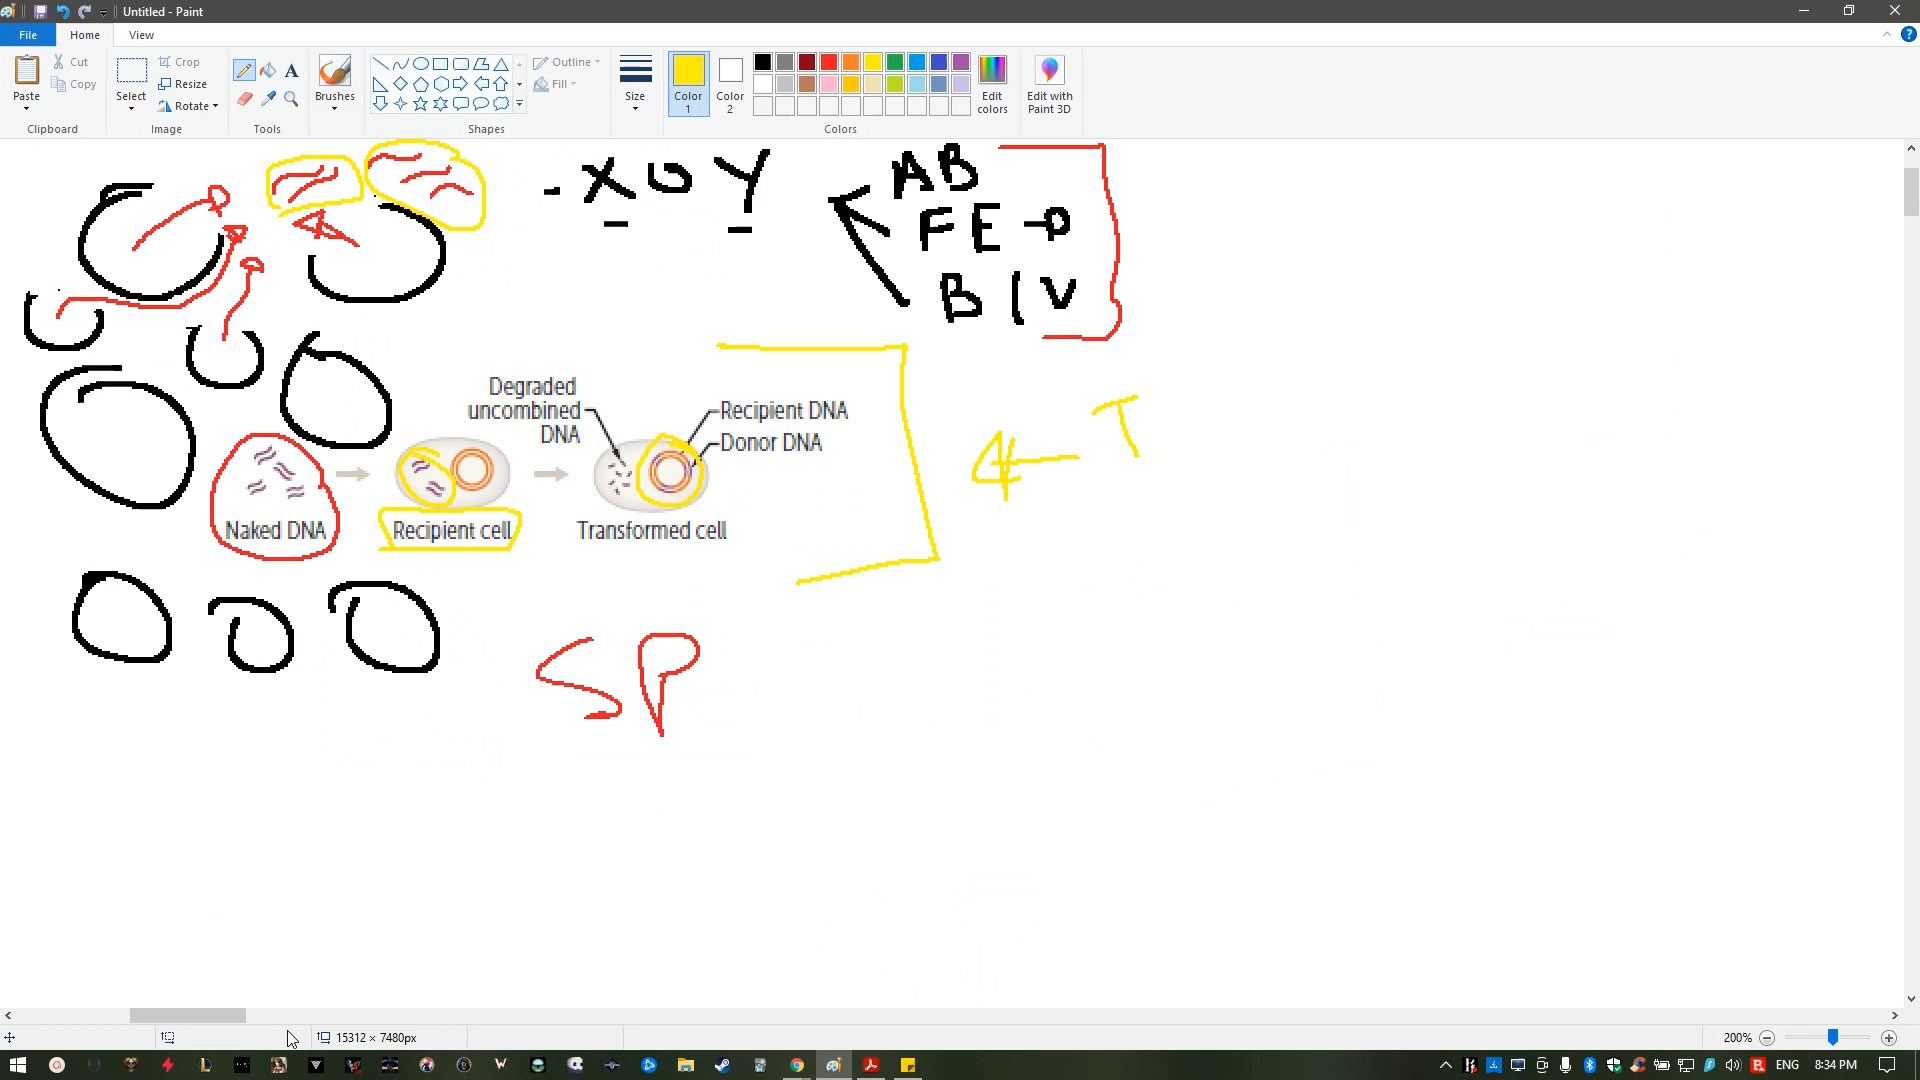 Untitled - Paint
File Home View
Paste
Cut
Copy
Clipboard
Select
Crop
Resize
Rotate
Image
Tools
Brushes
Shapes
Outline
Fill
Size
Color 1
Color 2
Edit colors
Edit with Paint 3D
Colors
- X O Y
AB
FE
B I V
Degraded
uncombined
DNA
Recipient DNA
Donor DNA
T
Naked DNA
Recipient cell
Transformed cell
SP
15312 × 7480px
200%
ENG
8:34 PM